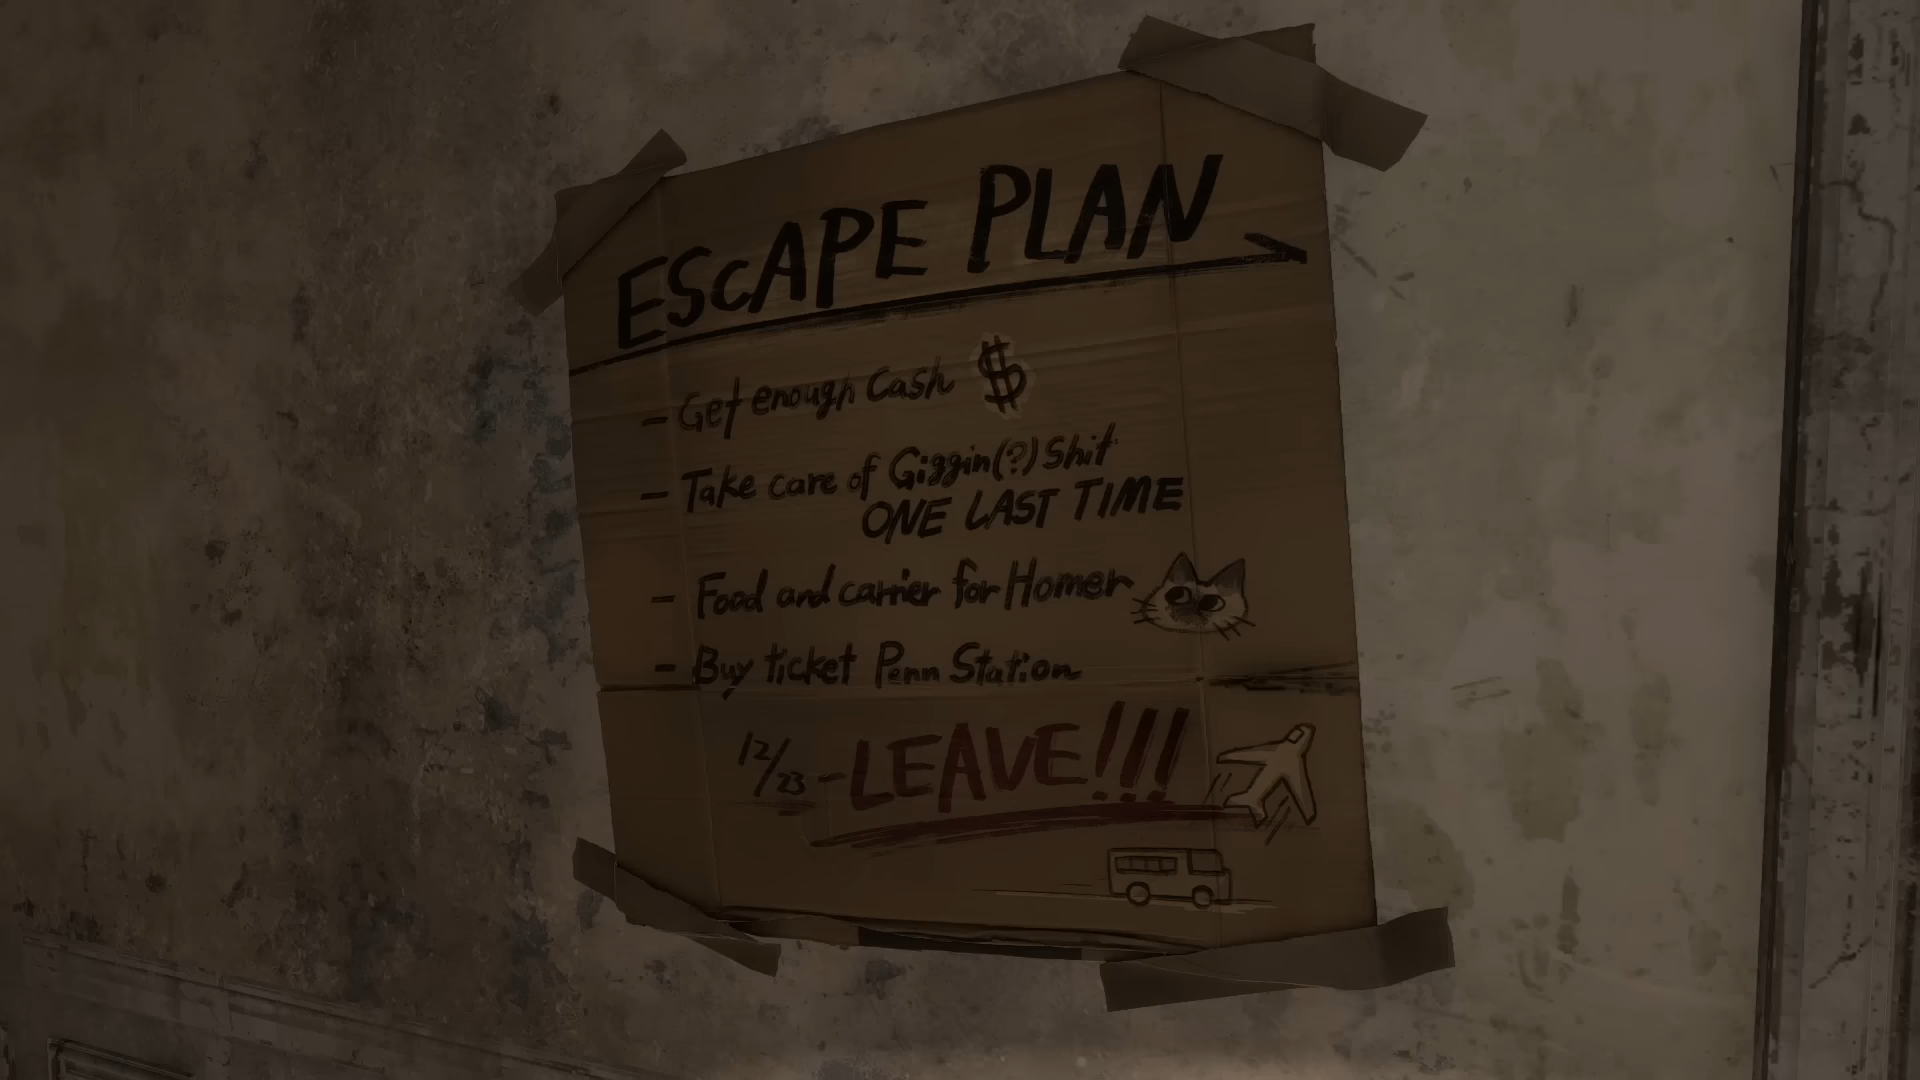 ESCAPE PLAN
- Get enough Cash $
- Take care of Giggin(?) Shit
ONE LAST TIME
- Food and carrier for Homer
- Buy ticket Penn Station
12/23 - LEAVE!!!